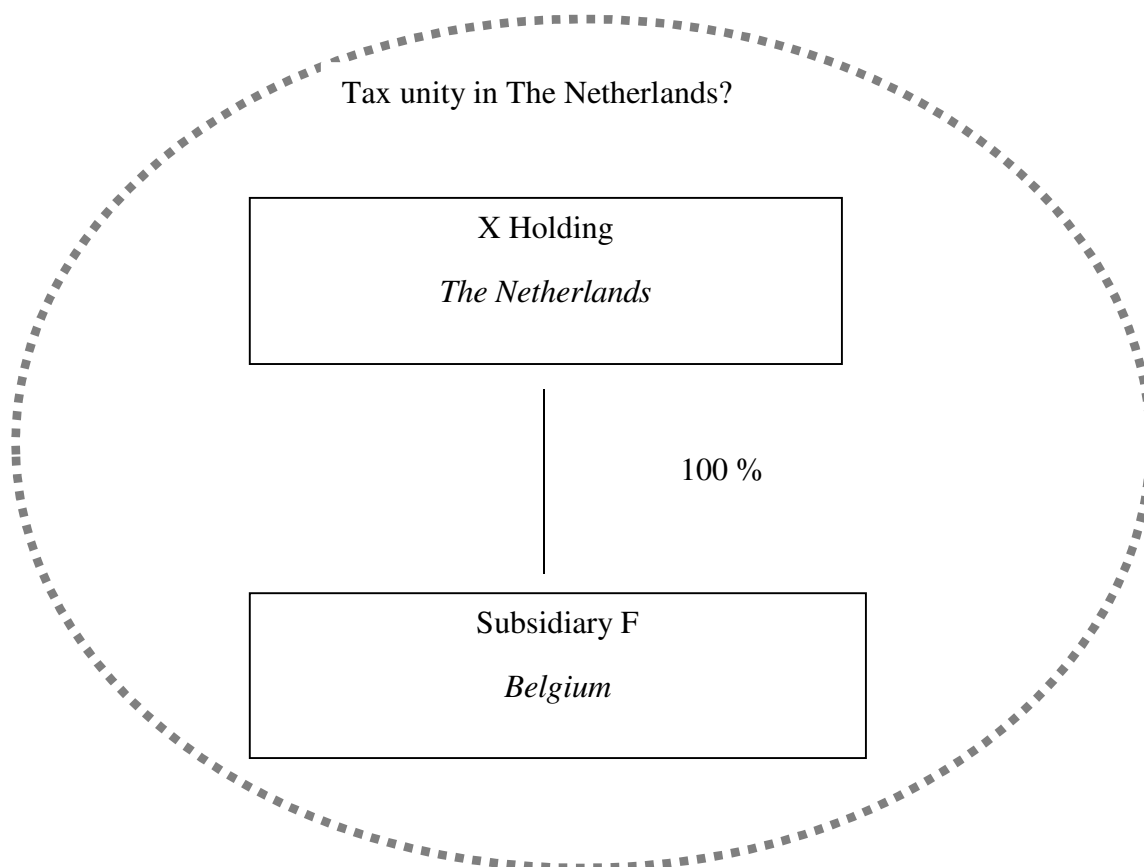 Tax unity in The Netherlands?
X Holding
The Netherlands
100 %
Subsidiary F
Belgium